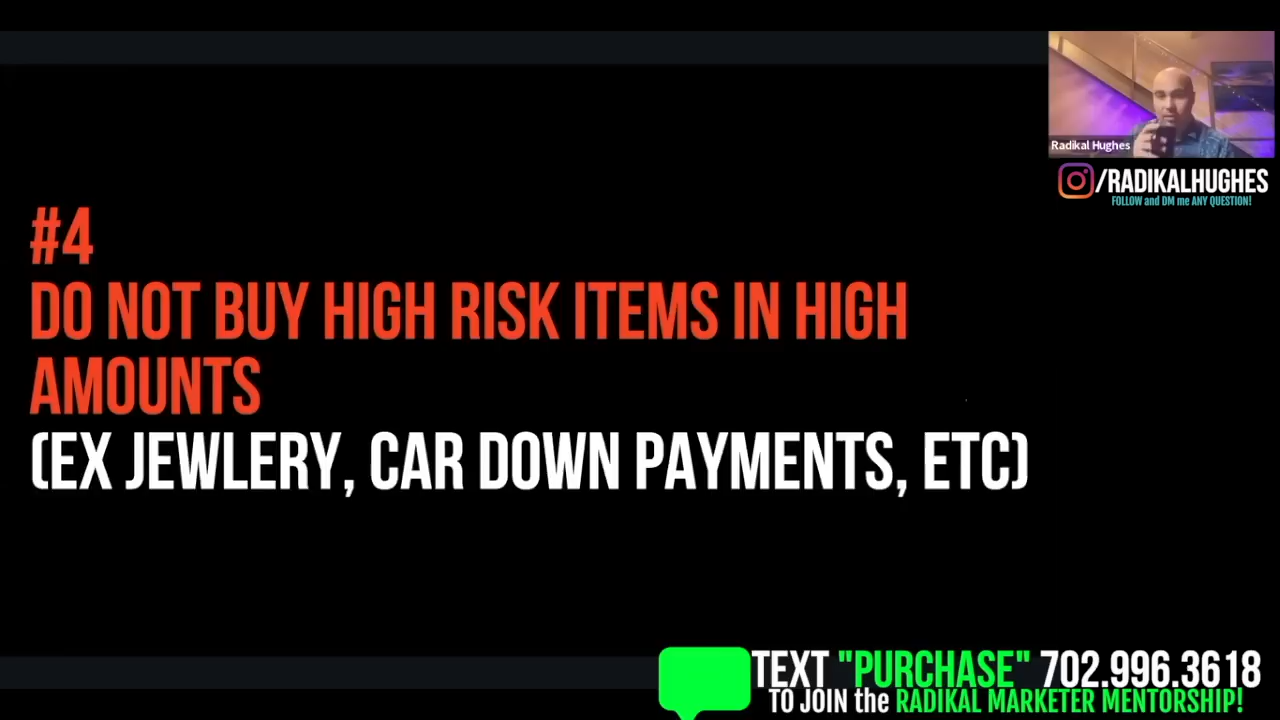 Radikal Hughes
/RADIKALHUGHES
FOLLOW and DM me ANY QUESTION!
#4
DO NOT BUY HIGH RISK ITEMS IN HIGH
AMOUNTS
(EX JEWLERY, CAR DOWN PAYMENTS, ETC)
TEXT "PURCHASE" 702.996.3618
TO JOIN the RADIKAL MARKETER MENTORSHIP!